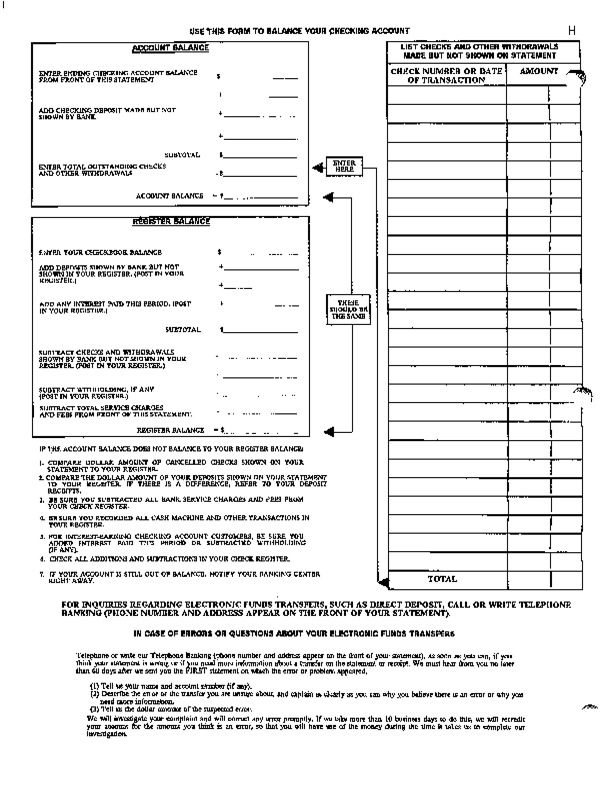 USE THIS FORM TO BALANCE YOUR CHECKING ACCOUNT
H
ACCOUNT BALANCE
ENTER ENDING CHECKING ACCOUNT BALANCE
FROM FRONT OF THIS STATEMENT
$
+
ADD CHECKING DEPOSIT MADE BUT NOT
SHOWN BY BANK
+
+
SUBTOTAL $
ENTER TOTAL OUTSTANDING CHECKS
AND OTHER WITHDRAWALS
- $
ACCOUNT BALANCE = $
ENTER
HERE
REGISTER BALANCE
ENTER YOUR CHECKBOOK BALANCE $
ADD DEPOSITS SHOWN BY BANK BUT NOT
SHOWN IN YOUR REGISTER. (POST IN YOUR
REGISTER.)
+
+
ADD ANY INTEREST PAID THIS PERIOD. (POST
IN YOUR REGISTER.)
+
SUBTOTAL $
SUBTRACT CHECKS AND WITHDRAWALS
SHOWN BY BANK BUT NOT SHOWN IN YOUR
REGISTER. (POST IN YOUR REGISTER.)
SUBTRACT WITHHOLDING, IF ANY
(POST IN YOUR REGISTER.)
SUBTRACT TOTAL SERVICE CHARGES
AND FEES FROM FRONT OF THIS STATEMENT.
REGISTER BALANCE = $
THESE
SHOULD BE
THE SAME
LIST CHECKS AND OTHER WITHDRAWALS
MADE BUT NOT SHOWN ON STATEMENT
CHECK NUMBER OR DATE
OF TRANSACTION
AMOUNT
TOTAL
IF THE ACCOUNT BALANCE DOES NOT BALANCE TO YOUR REGISTER BALANCE:
1. COMPARE DOLLAR AMOUNT OF CANCELLED CHECKS SHOWN ON YOUR
STATEMENT TO YOUR REGISTER.
2. COMPARE THE DOLLAR AMOUNT OF YOUR DEPOSITS SHOWN ON YOUR STATEMENT
TO YOUR REGISTER. IF THERE IS A DIFFERENCE, REFER TO YOUR DEPOSIT
RECEIPTS.
3. BE SURE YOU SUBTRACTED ALL BANK SERVICE CHARGES AND FEES FROM
YOUR CHECK REGISTER.
4. BE SURE YOU RECORDED ALL CASH MACHINE AND OTHER TRANSACTIONS IN
YOUR REGISTER.
5. FOR INTEREST-EARNING CHECKING ACCOUNT CUSTOMERS, BE SURE YOU
ADDED INTEREST PAID THIS PERIOD OR SUBTRACTED WITHHOLDING
(IF ANY).
6. CHECK ALL ADDITIONS AND SUBTRACTIONS IN YOUR CHECK REGISTER.
7. IF YOUR ACCOUNT IS STILL OUT OF BALANCE, NOTIFY YOUR BANKING CENTER
RIGHT AWAY.
FOR INQUIRIES REGARDING ELECTRONIC FUNDS TRANSFERS, SUCH AS DIRECT DEPOSIT, CALL OR WRITE TELEPHONE
BANKING (PHONE NUMBER AND ADDRESS APPEAR ON THE FRONT OF YOUR STATEMENT).
IN CASE OF ERRORS OR QUESTIONS ABOUT YOUR ELECTRONIC FUNDS TRANSFERS
Telephone or write our Telephone Banking (phone number and address appear on the front of your statement), as soon as you can, if you
think your statement is wrong or if you need more information about a transfer on the statement or receipt. We must hear from you no later
than 60 days after we sent you the FIRST statement on which the error or problem appeared.
(1) Tell us your name and account number (if any).
(2) Describe the error or the transfer you are unsure about, and explain as clearly as you can why you believe there is an error or why you
need more information.
(3) Tell us the dollar amount of the suspected error.
We will investigate your complaint and will correct any error promptly. If we take more than 10 business days to do this, we will recredit
your account for the amount you think is an error, so that you will have use of the money during the time it takes us to complete our
investigation.